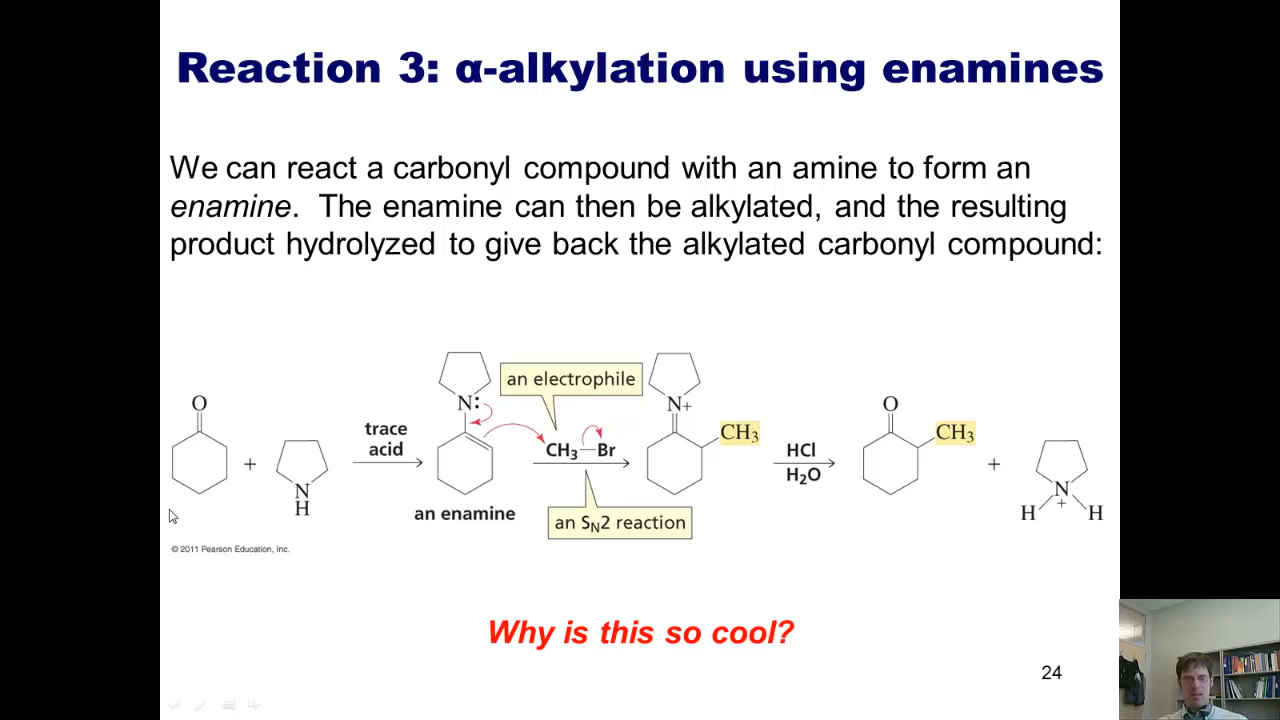 Reaction 3: α-alkylation using enamines
We can react a carbonyl compound with an amine to form an
enamine. The enamine can then be alkylated, and the resulting
product hydrolyzed to give back the alkylated carbonyl compound:
an electrophile
O
+
N
H
trace
acid
N:
an enamine
CH3—Br
an SN2 reaction
N+
CH3
HCl
H2O
O
CH3
+
N
+
H H
© 2011 Pearson Education, Inc.
Why is this so cool?
24